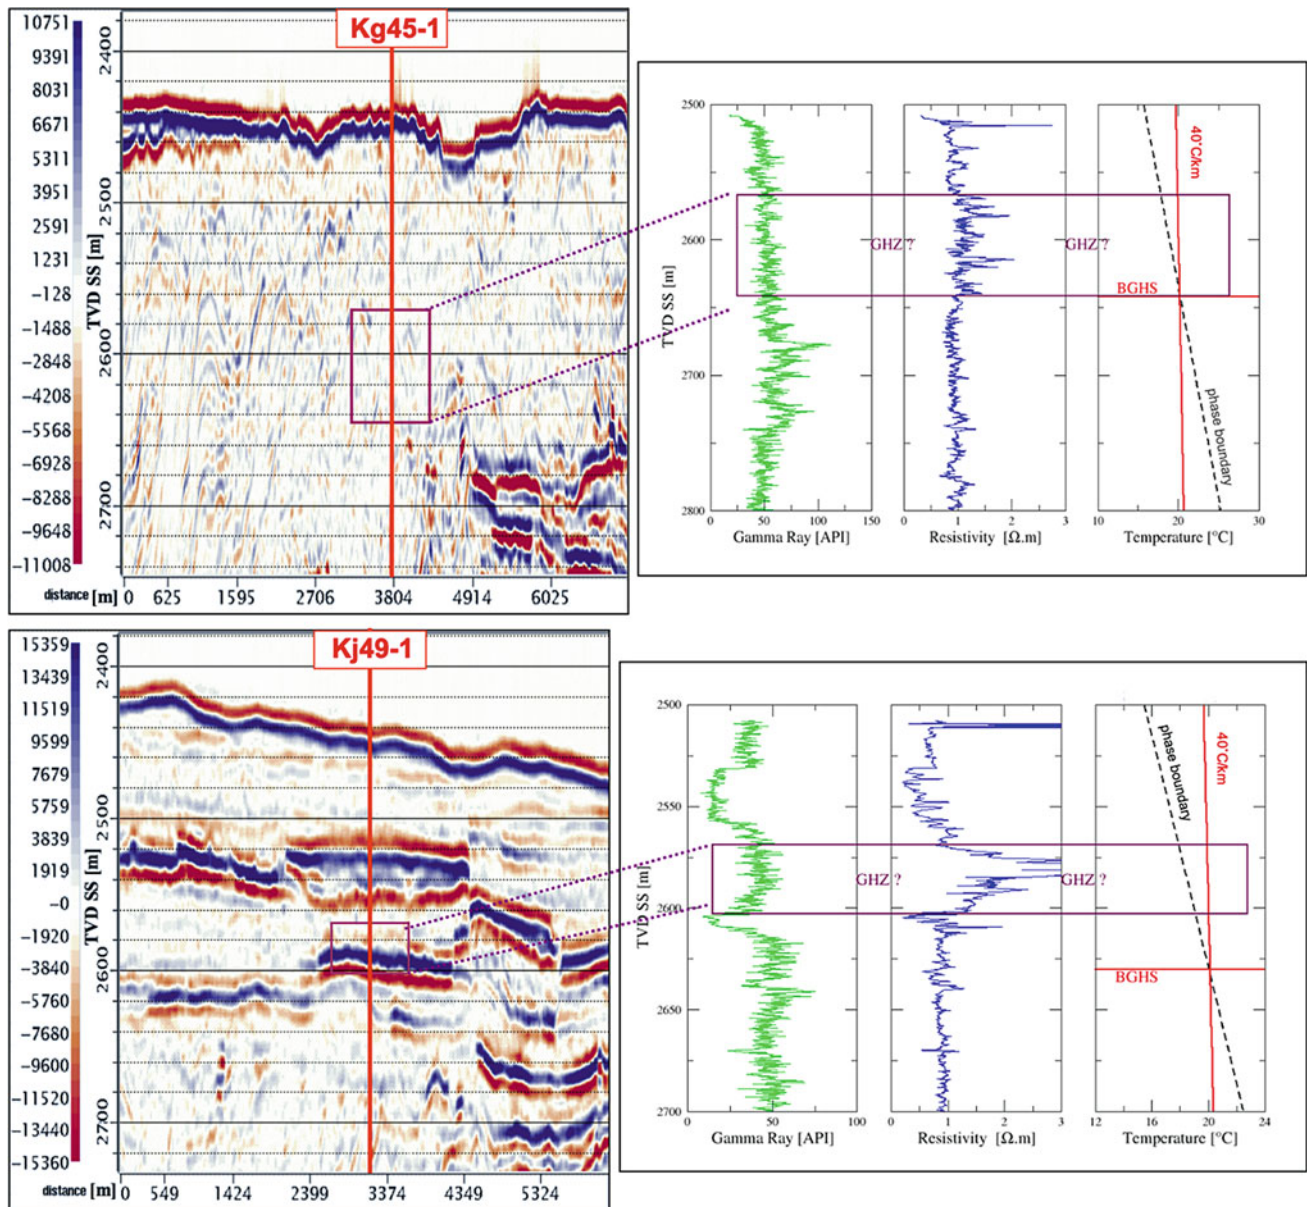 Kg45-1
10751
9391
8031
6671
5311
3951
2591
1231
−128
−1488
−2848
−4208
−5568
−6928
−8288
−9648
−11008
TVD SS [m]
2400
2500
2600
2700
distance [m] 0 625 1595 2706 3804 4914 6025
TVD SS [m]
2500
2600
2700
2800
0 50 100 150
Gamma Ray [API]
GHZ ?
0 1 2 3
Resistivity [Ω.m]
GHZ ?
40°C/km
BGHS
phase boundary
10 20 30
Temperature [°C]
Kj49-1
15359
13439
11519
9599
7679
5759
3839
1919
−0
−1920
−3840
−5760
−7680
−9600
−11520
−13440
−15360
TVD SS [m]
2400
2500
2600
2700
distance [m] 0 549 1424 2399 3374 4349 5324
TVD SS [m]
2500
2550
2600
2650
2700
0 50 100
Gamma Ray [API]
GHZ ?
0 1 2 3
Resistivity [Ω.m]
GHZ ?
phase boundary
40°C/km
BGHS
12 16 20 24
Temperature [°C]